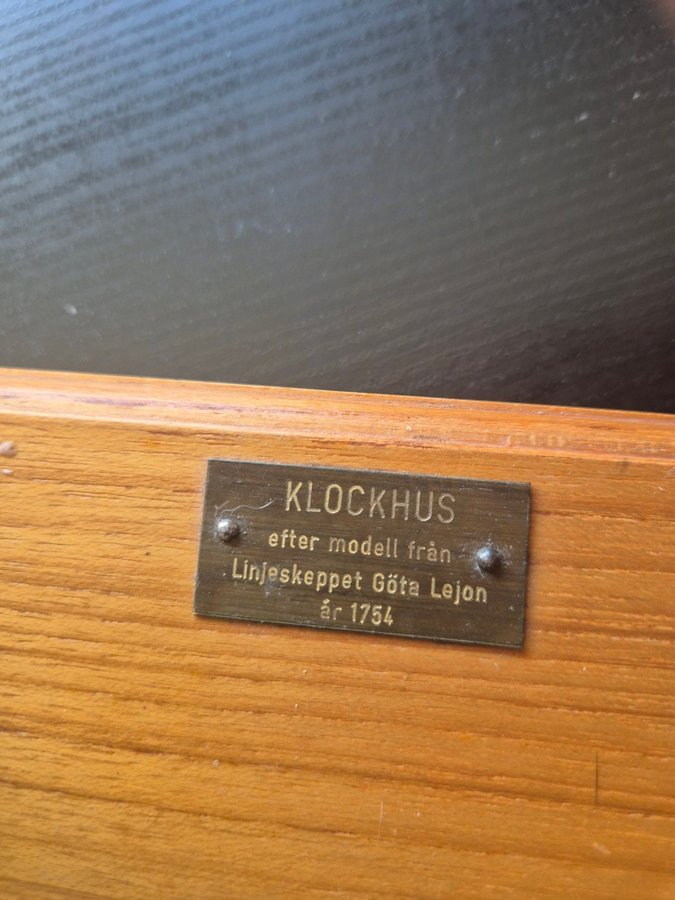 KLOCKHUS
efter modell från
Linjeskeppet Göta Lejon
år 1754